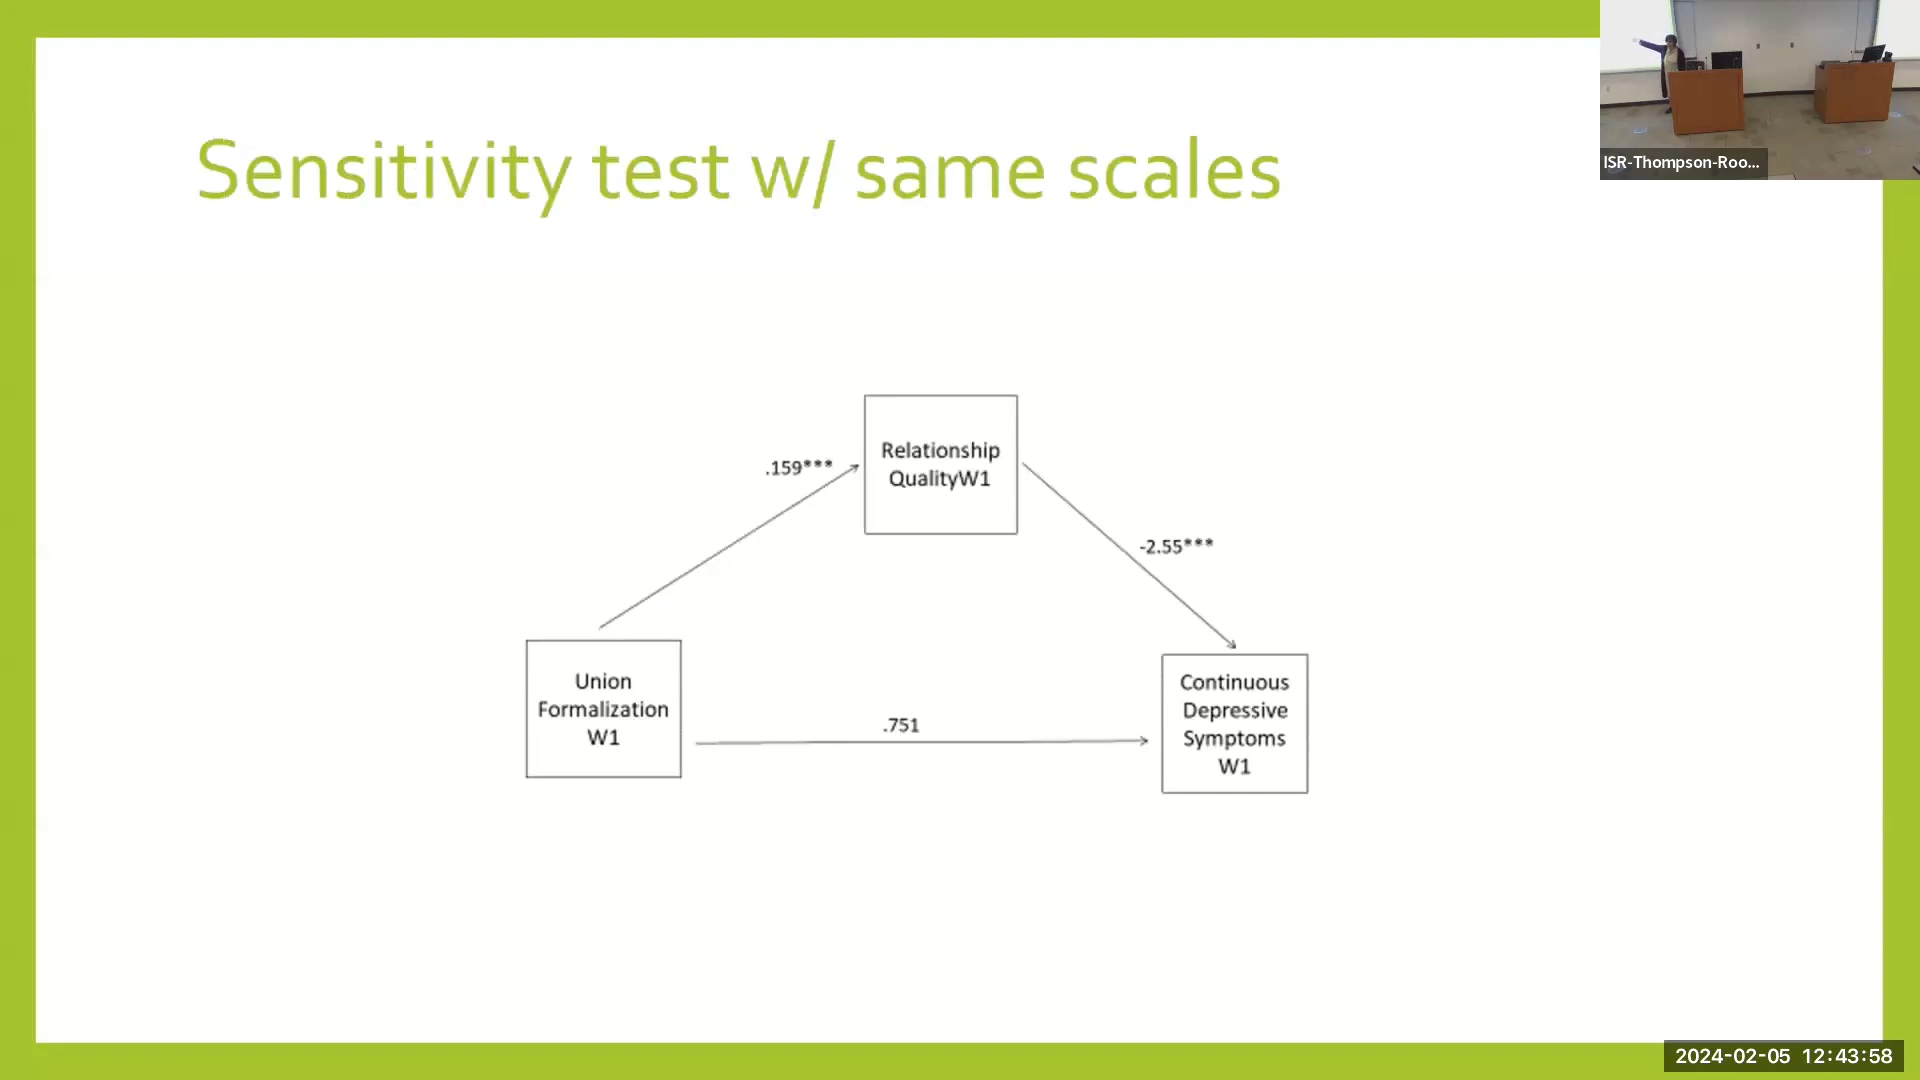 Sensitivity test w/ same scales
ISR-Thompson-Roo...
Relationship
QualityW1
.159***
-2.55***
Union
Formalization
W1
.751
Continuous
Depressive
Symptoms
W1
2024-02-05 12:43:58